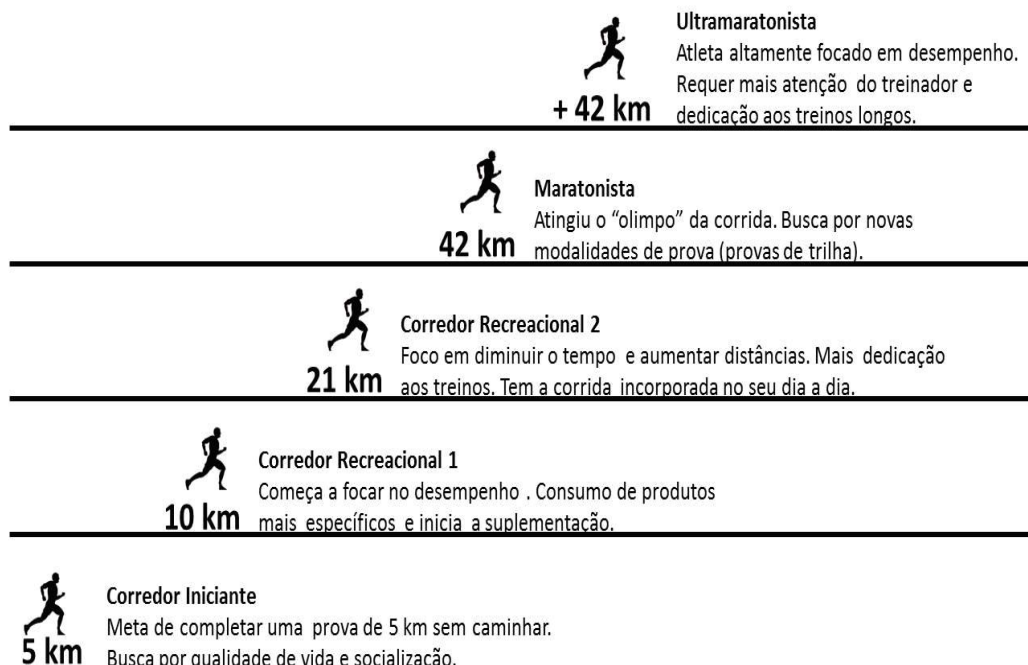 Ultramaratonista
Atleta altamente focado em desempenho.
Requer mais atenção do treinador e
dedicação aos treinos longos.
+ 42 km
Maratonista
Atingiu o “olimpo” da corrida. Busca por novas
modalidades de prova (provas de trilha).
42 km
Corredor Recreacional 2
Foco em diminuir o tempo e aumentar distâncias. Mais dedicação
aos treinos. Tem a corrida incorporada no seu dia a dia.
21 km
Corredor Recreacional 1
Começa a focar no desempenho . Consumo de produtos
mais específicos e inicia a suplementação.
10 km
Corredor Iniciante
Meta de completar uma prova de 5 km sem caminhar.
Busca por qualidade de vida e socialização.
5 km